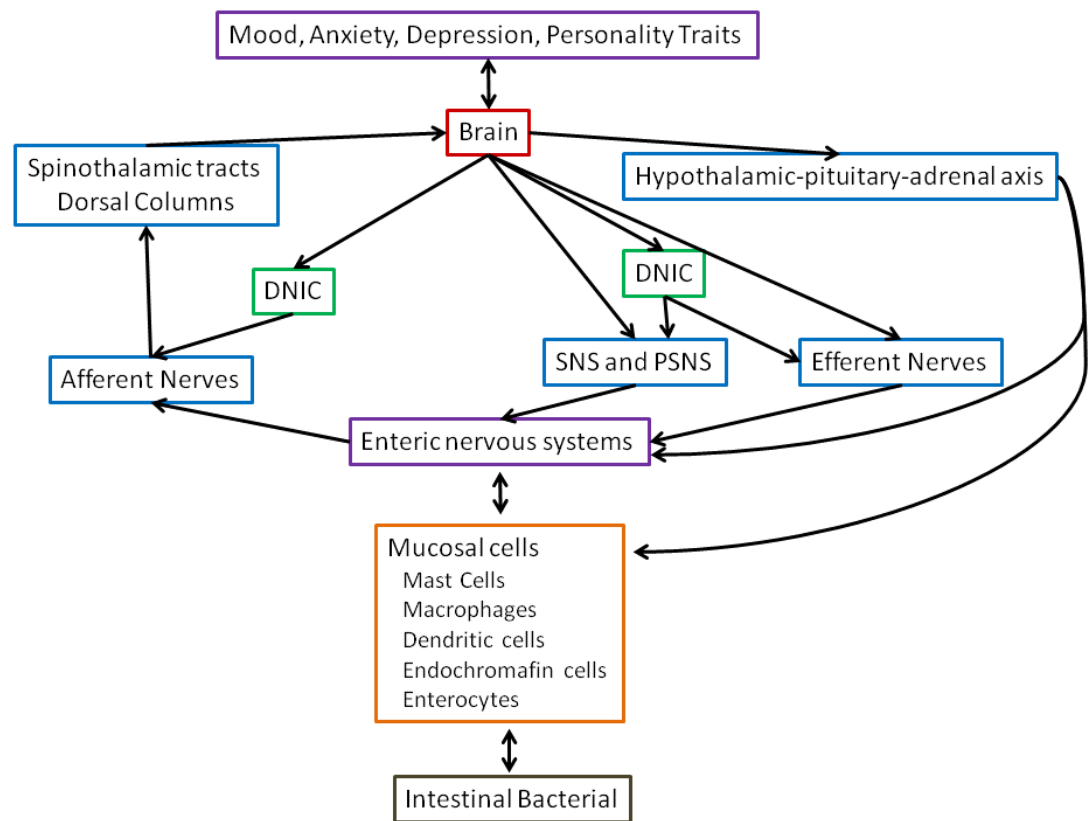 Mood, Anxiety, Depression, Personality Traits
Brain
Spinothalamic tracts
Dorsal Columns
Hypothalamic-pituitary-adrenal axis
DNIC
DNIC
Afferent Nerves
SNS and PSNS
Efferent Nerves
Enteric nervous systems
Mucosal cells
Mast Cells
Macrophages
Dendritic cells
Endochromafin cells
Enterocytes
Intestinal Bacterial